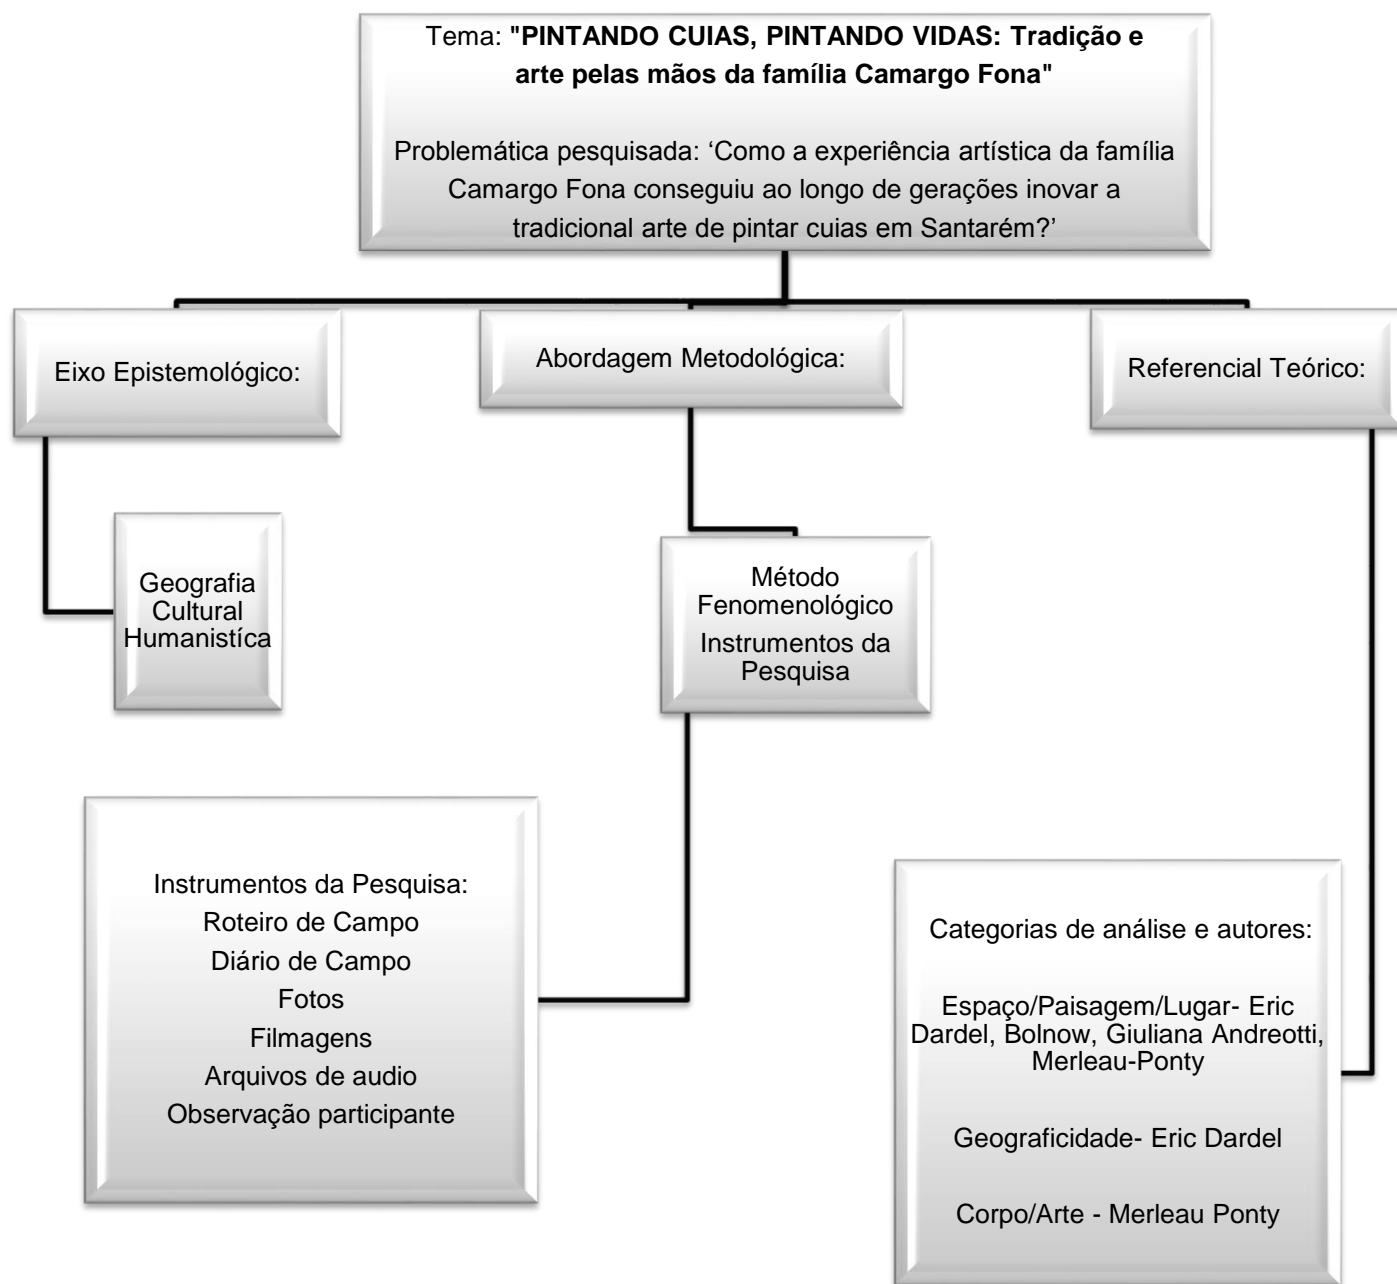 Tema: "PINTANDO CUIAS, PINTANDO VIDAS: Tradição e
arte pelas mãos da família Camargo Fona"
Problemática pesquisada: ‘Como a experiência artística da família
Camargo Fona conseguiu ao longo de gerações inovar a
tradicional arte de pintar cuias em Santarém?’
Eixo Epistemológico:
Abordagem Metodológica:
Referencial Teórico:
Geografia
Cultural
Humanistíca
Método
Fenomenológico
Instrumentos da
Pesquisa
Instrumentos da Pesquisa:
Roteiro de Campo
Diário de Campo
Fotos
Filmagens
Arquivos de audio
Observação participante
Categorias de análise e autores:
Espaço/Paisagem/Lugar- Eric
Dardel, Bolnow, Giuliana Andreotti,
Merleau-Ponty
Geograficidade- Eric Dardel
Corpo/Arte - Merleau Ponty